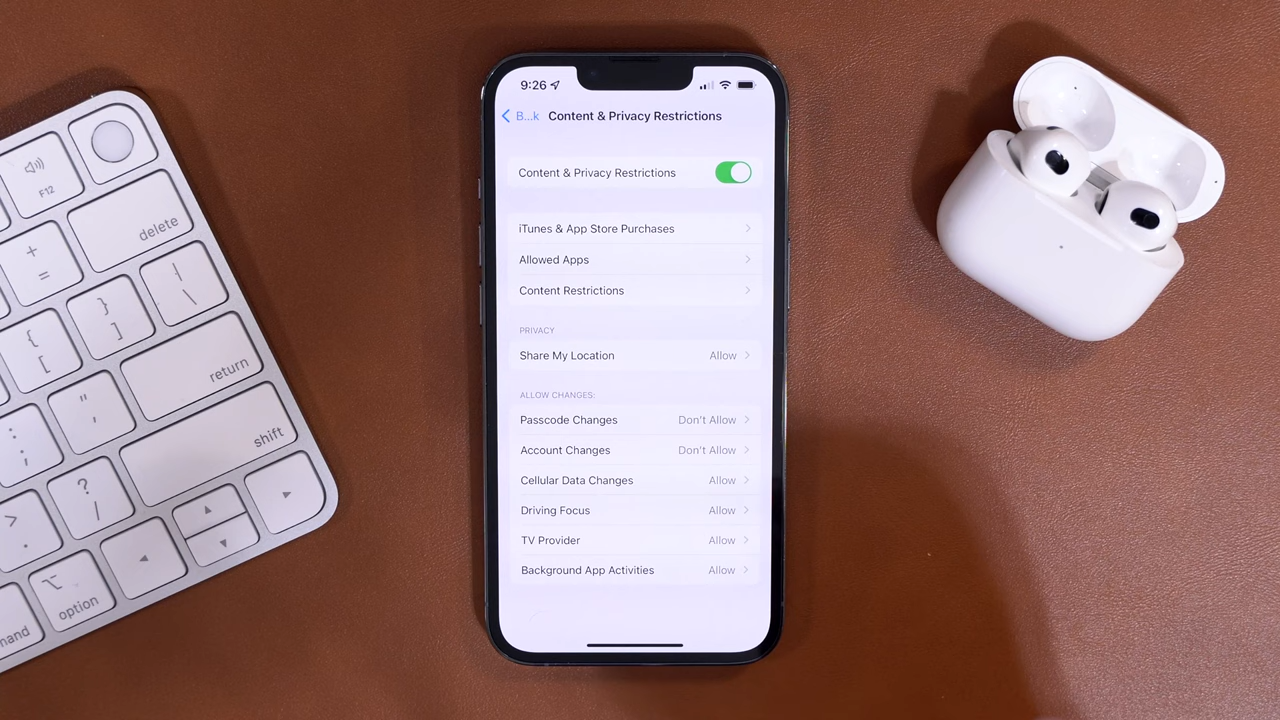 9:26
B...k Content & Privacy Restrictions
Content & Privacy Restrictions
iTunes & App Store Purchases
Allowed Apps
Content Restrictions
PRIVACY
Share My Location Allow
ALLOW CHANGES:
Passcode Changes Don't Allow
Account Changes Don't Allow
Cellular Data Changes Allow
Driving Focus Allow
TV Provider Allow
Background App Activities Allow
F12
delete
+
=
}
]
|
\
{
[
return
"
,
:
;
shift
?
/
>
.
option
mand